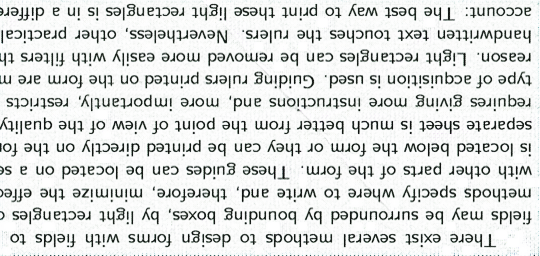 There exist several methods to design forms with fields to
fields may be surrounded by bounding boxes, by light rectangles
methods specify where to write and, therefore, minimize the effec
with other parts of the form. These guides can be located on a se
is located below the form or they can be printed directly on the fo
separate sheet is much better from the point of view of the quality
requires giving more instructions and, more importantly, restricts
type of acquisition is used. Guiding rulers printed on the form are m
reason. Light rectangles can be removed more easily with filters th
handwritten text touches the rulers. Nevertheless, other practical
account: The best way to print these light rectangles is in a differe